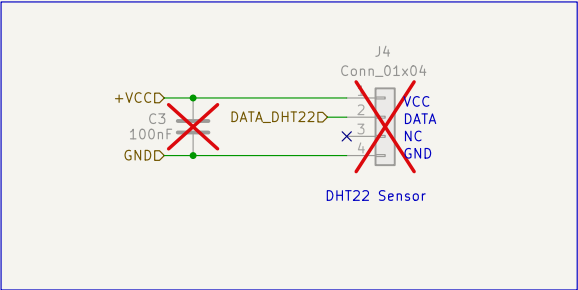 J4
Conn_01x04
+VCC
1
VCC
C3
DATA_DHT22
2
DATA
100nF
3
NC
GND
4
GND
DHT22 Sensor